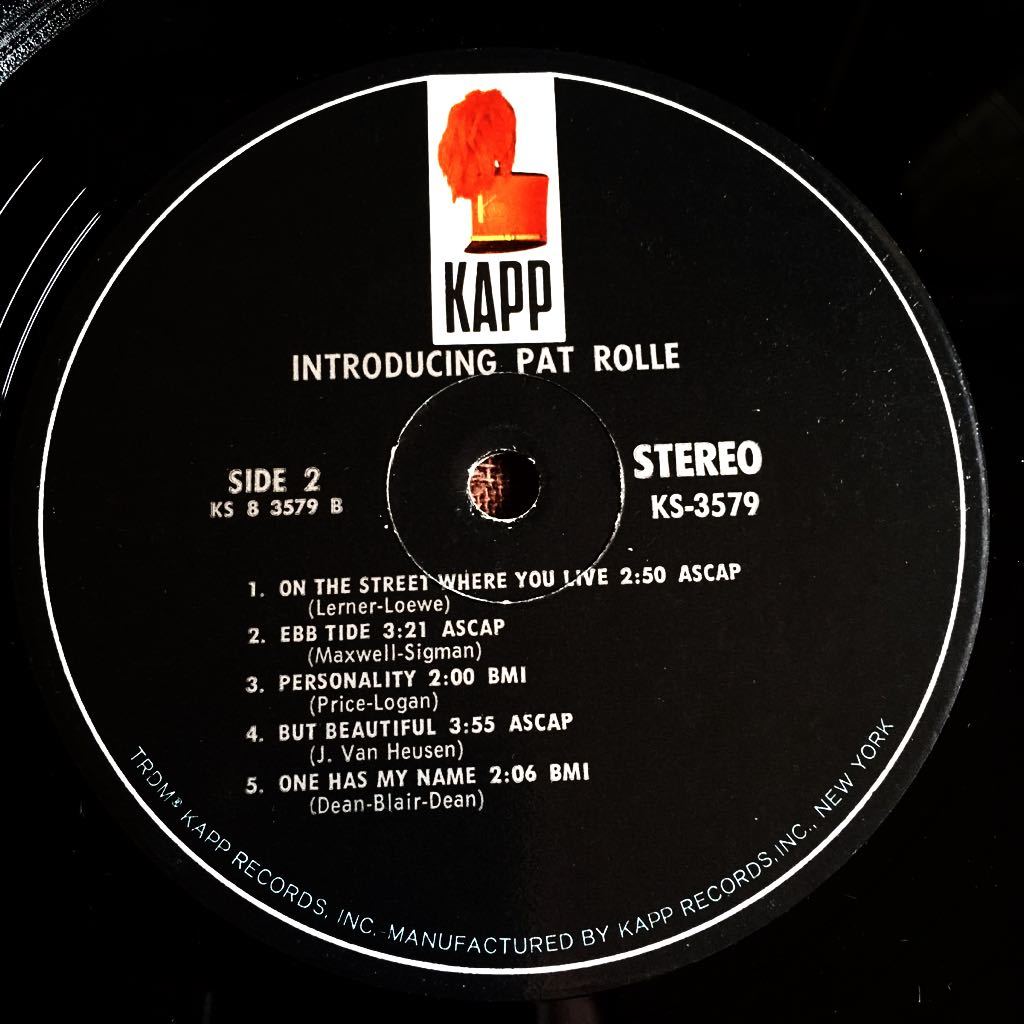 KAPP
INTRODUCING PAT ROLLE
SIDE 2
KS 8 3579 B
STEREO
KS-3579
1. ON THE STREET WHERE YOU LIVE 2:50 ASCAP
(Lerner-Loewe)
2. EBB TIDE 3:21 ASCAP
(Maxwell-Sigman)
3. PERSONALITY 2:00 BMI
(Price-Logan)
4. BUT BEAUTIFUL 3:55 ASCAP
(J. Van Heusen)
5. ONE HAS MY NAME 2:06 BMI
(Dean-Blair-Dean)
TRDM® KAPP RECORDS, INC.-MANUFACTURED BY KAPP RECORDS, INC., NEW YORK